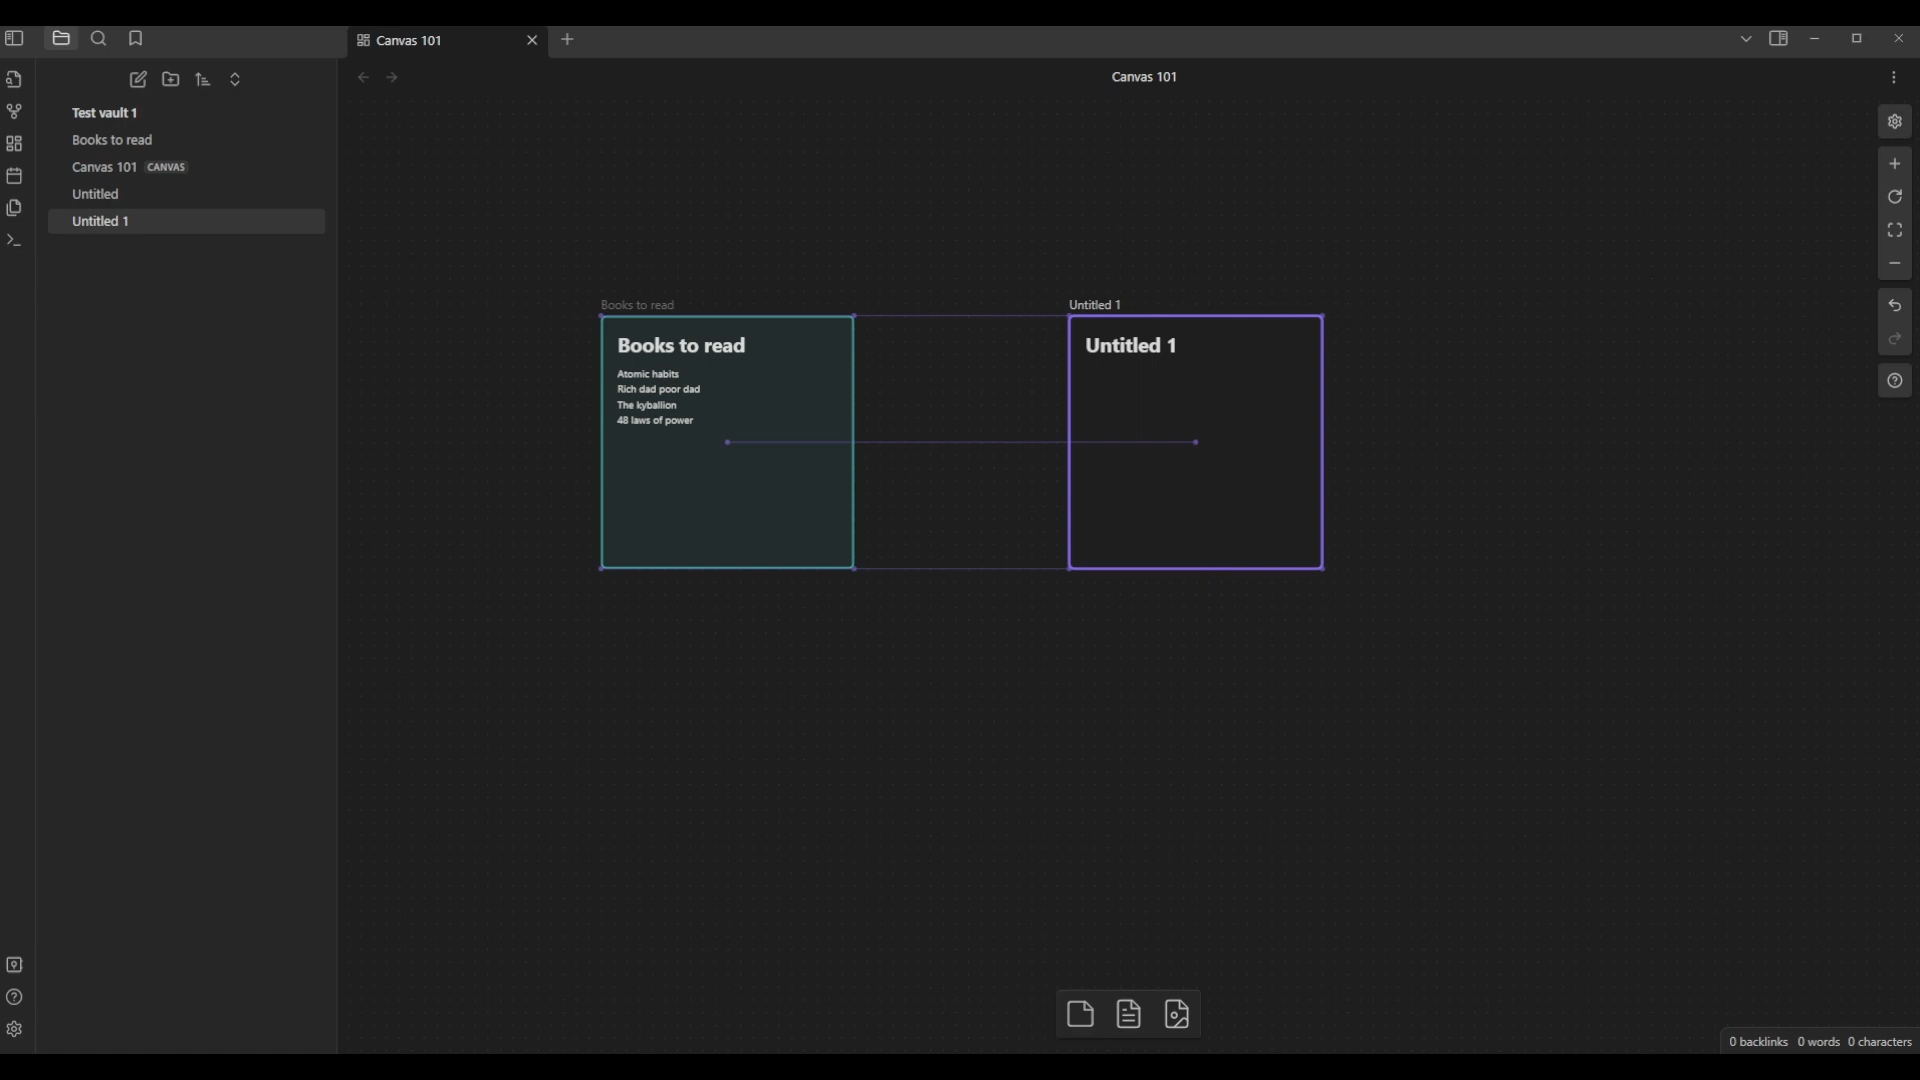 Canvas 101
Canvas 101
Test vault 1
Books to read
Canvas 101 CANVAS
Untitled
Untitled 1
Books to read
Untitled 1
Books to read
Atomic habits
Rich dad poor dad
The kyballion
48 laws of power
Untitled 1
0 backlinks 0 words 0 characters